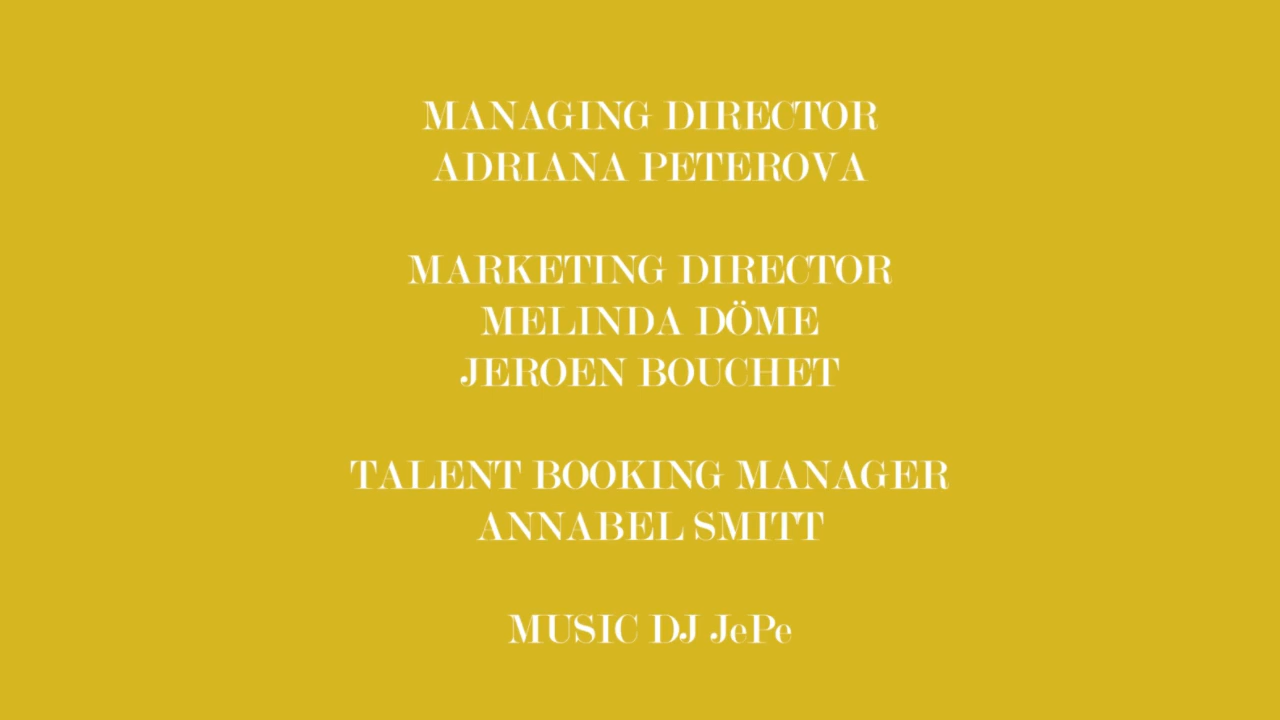 MANAGING DIRECTOR
ADRIANA PETEROVA
MARKETING DIRECTOR
MELINDA DÖME
JEROEN BOUCHET
TALENT BOOKING MANAGER
ANNABEL SMITT
MUSIC DJ JePe